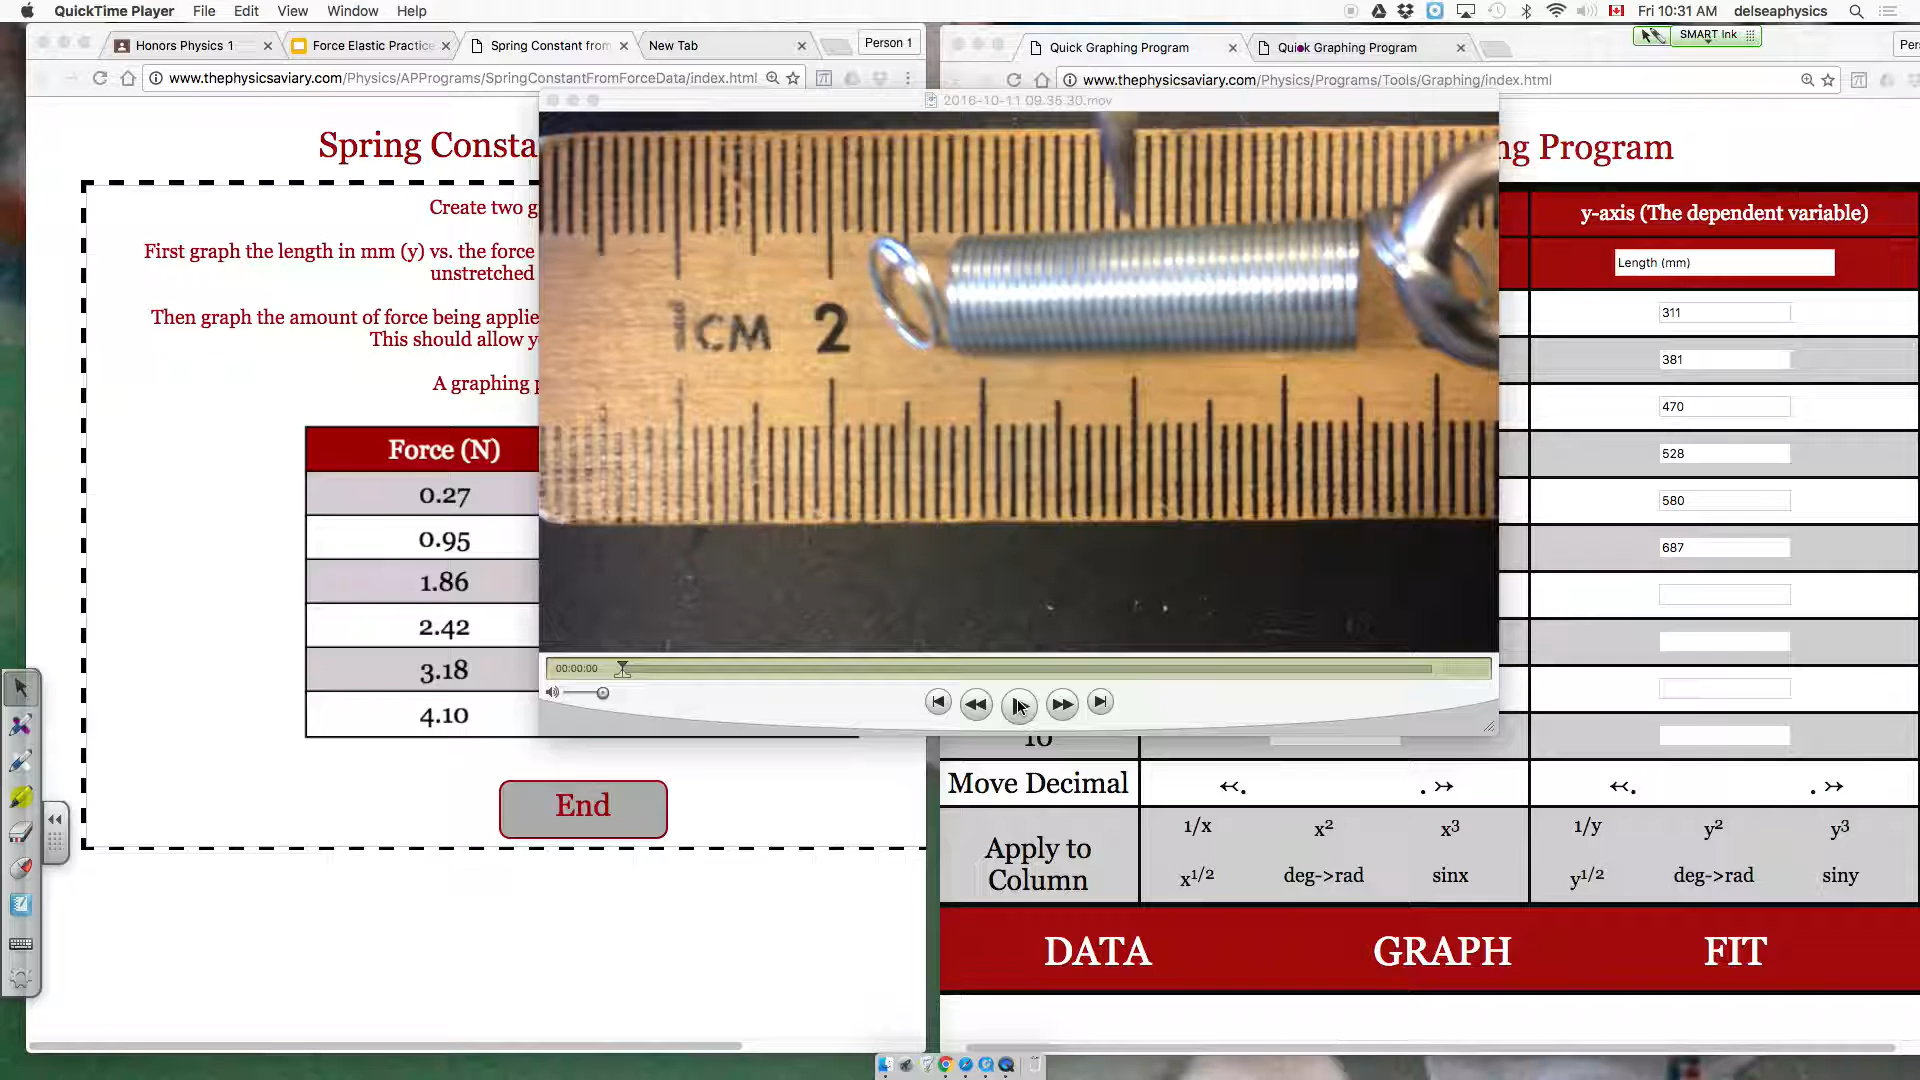 QuickTime Player File Edit View Window Help
Fri 10:31 AM delseaphysics
Honors Physics 1
Force Elastic Practice
Spring Constant from
New Tab
Person 1
www.thephysicsaviary.com/Physics/APPrograms/SpringConstantFromForceData/index.html
Quick Graphing Program
Quick Graphing Program
SMART Ink
Pers
www.thephysicsaviary.com/Physics/Programs/Tools/Graphing/index.html
2016-10-11 09.35.30.mov
Spring Consta
Create two g
First graph the length in mm (y) vs. the force
unstretched
Then graph the amount of force being applie
This should allow y
A graphing p
Force (N)
0.27
0.95
1.86
2.42
3.18
4.10
End
1CM 2
00:00:00
ng Program
y-axis (The dependent variable)
Length (mm)
311
381
470
528
580
687
10
Move Decimal
↢. . ↣ ↢. . ↣
Apply to
Column
1/x x² x³ 1/y y² y³
x¹/² deg->rad sinx y¹/² deg->rad siny
DATA GRAPH FIT